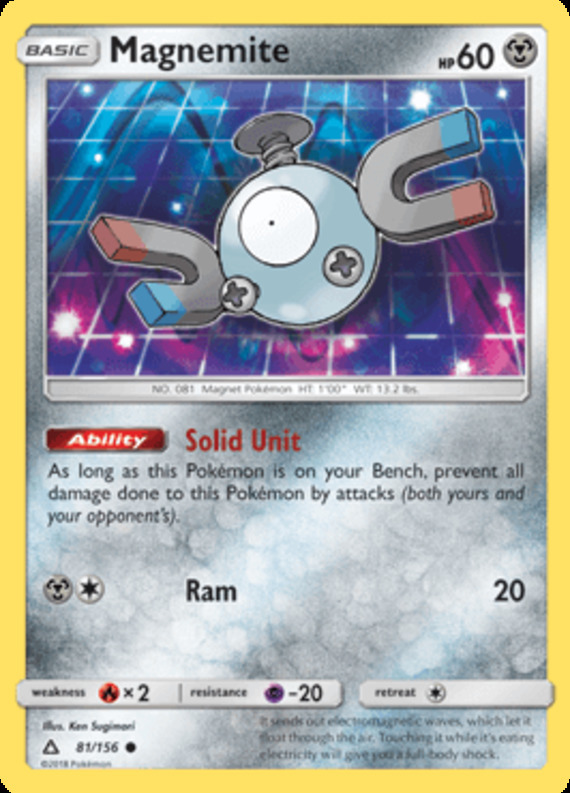 BASIC Magnemite HP 60
NO. 081 Magnet Pokémon HT: 1'00" WT: 13.2 lbs.
Ability Solid Unit
As long as this Pokémon is on your Bench, prevent all
damage done to this Pokémon by attacks (both yours and
your opponent's).
Ram 20
weakness ×2 resistance -20 retreat
Illus. Ken Sugimori
81/156
©2018 Pokémon
It sends out electromagnetic waves, which let it
float through the air. Touching it while it's eating
electricity will give you a full-body shock.